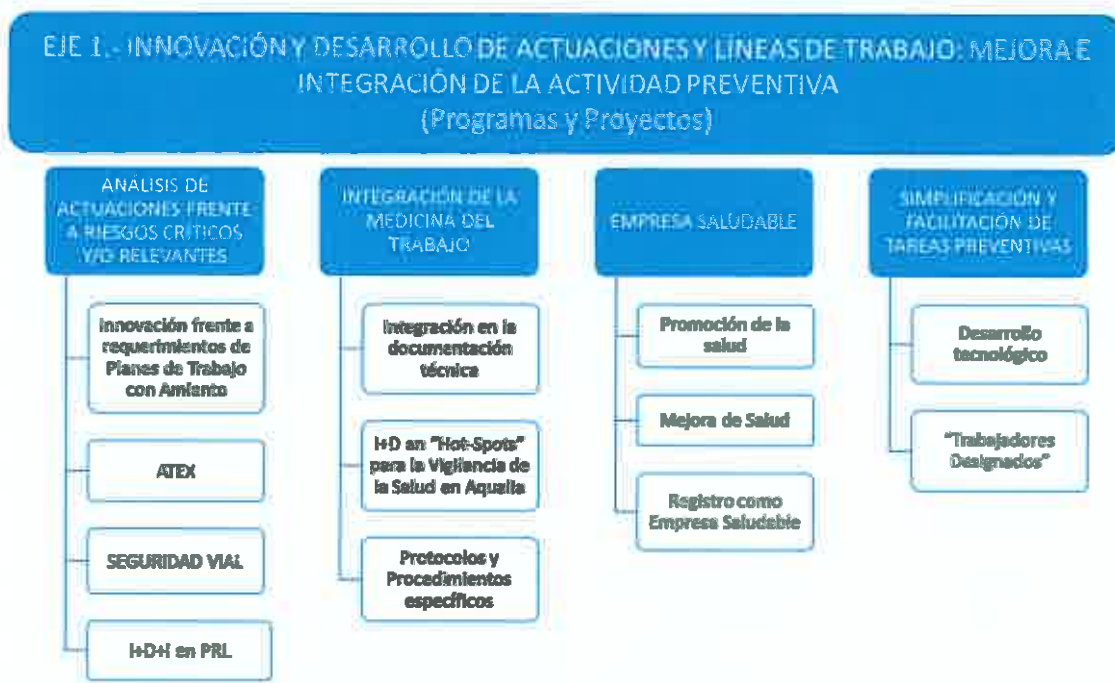 EJE 1.- INNOVACIÓN Y DESARROLLO DE ACTUACIONES Y LÍNEAS DE TRABAJO: MEJORA E
INTEGRACIÓN DE LA ACTIVIDAD PREVENTIVA
(Programas y Proyectos)
ANÁLISIS DE
ACTUACIONES FRENTE
A RIESGOS CRÍTICOS
Y/O RELEVANTES
Innovación frente a
requerimientos de
Planes de Trabajo
con Amianto
ATEX
SEGURIDAD VIAL
I+D+i en PRL
INTEGRACIÓN DE LA
MEDICINA DEL
TRABAJO
Integración en la
documentación
técnica
I+D en "Hot-Spots"
para la Vigilancia de
la Salud en Aqualia
Protocolos y
Procedimientos
específicos
EMPRESA SALUDABLE
Promoción de la
salud
Mejora de Salud
Registro como
Empresa Saludable
SIMPLIFICACIÓN Y
FACILITACIÓN DE
TAREAS PREVENTIVAS
Desarrollo
tecnológico
"Trabajadores
Designados"